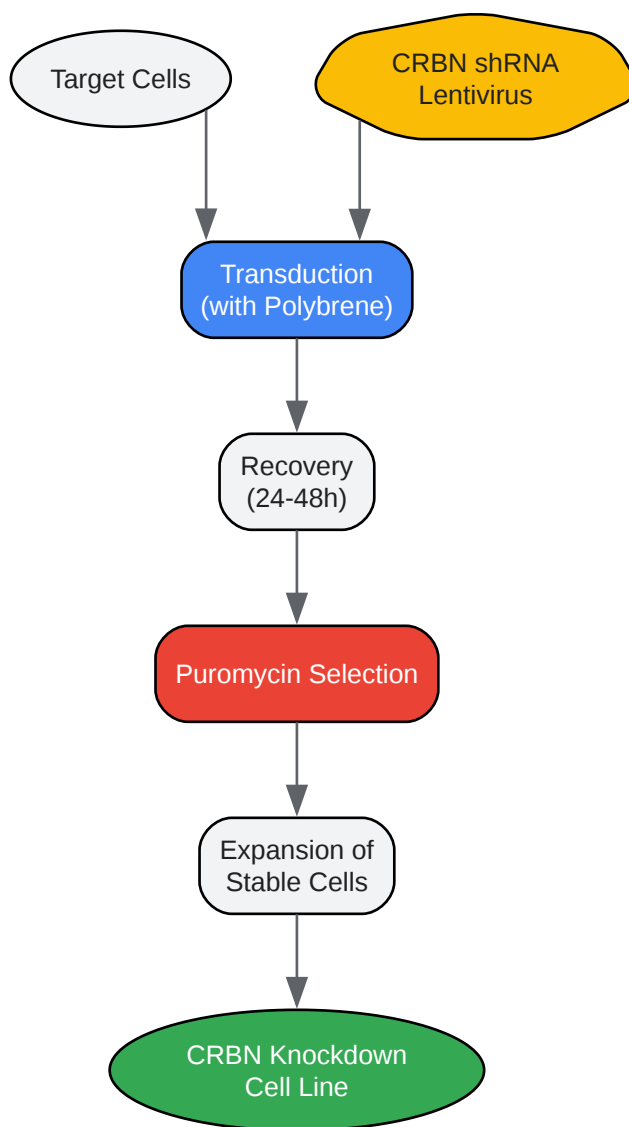 Target Cells
CRBN shRNA
Lentivirus
Transduction
(with Polybrene)
Recovery
(24-48h)
Puromycin Selection
Expansion of
Stable Cells
CRBN Knockdown
Cell Line